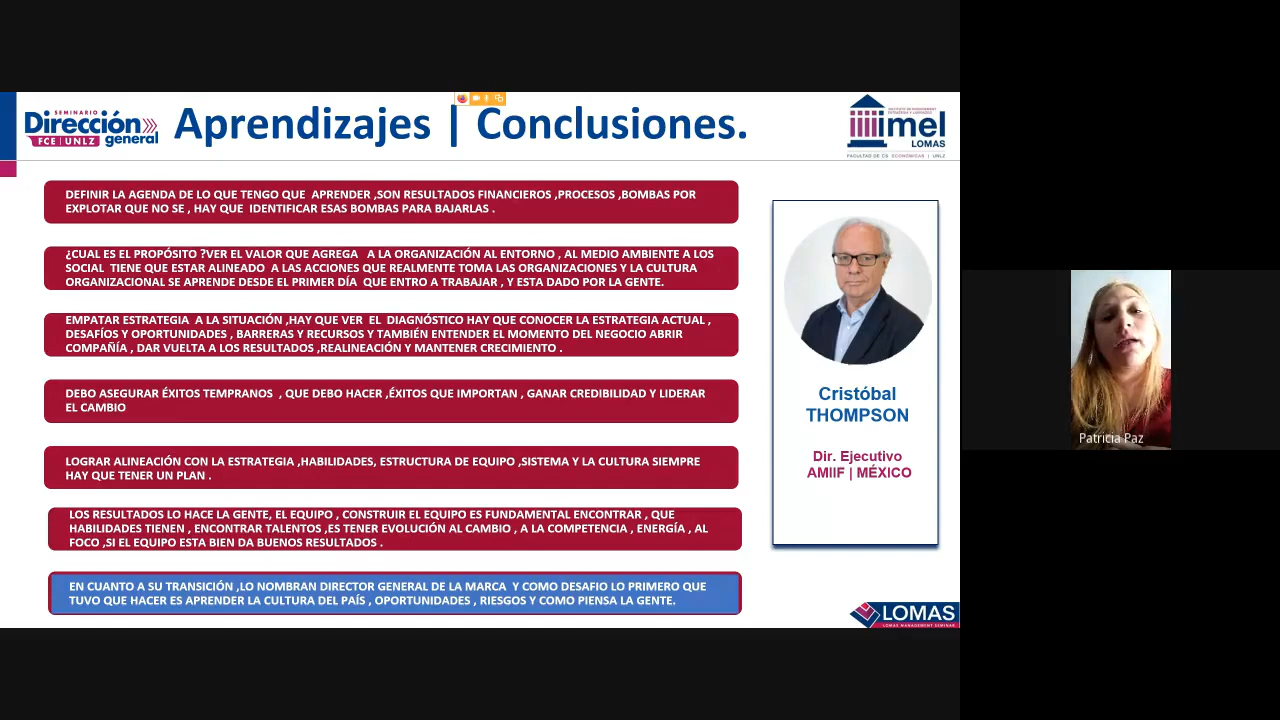 SEMINARIO
Dirección
general
FCE | UNLZ
Aprendizajes | Conclusiones.
imel
LOMAS
FACULTAD DE CS. ECONÓMICAS | UNLZ
DEFINIR LA AGENDA DE LO QUE TENGO QUE APRENDER ,SON RESULTADOS FINANCIEROS ,PROCESOS ,BOMBAS POR
EXPLOTAR QUE NO SE , HAY QUE IDENTIFICAR ESAS BOMBAS PARA BAJARLAS .
¿CUAL ES EL PROPÓSITO ?VER EL VALOR QUE AGREGA A LA ORGANIZACIÓN AL ENTORNO , AL MEDIO AMBIENTE A LOS
SOCIAL TIENE QUE ESTAR ALINEADO A LAS ACCIONES QUE REALMENTE TOMA LAS ORGANIZACIONES Y LA CULTURA
ORGANIZACIONAL SE APRENDE DESDE EL PRIMER DÍA QUE ENTRO A TRABAJAR , Y ESTA DADO POR LA GENTE.
EMPATAR ESTRATEGIA A LA SITUACIÓN ,HAY QUE VER EL DIAGNÓSTICO HAY QUE CONOCER LA ESTRATEGIA ACTUAL ,
DESAFÍOS Y OPORTUNIDADES , BARRERAS Y RECURSOS Y TAMBIÉN ENTENDER EL MOMENTO DEL NEGOCIO ABRIR
COMPAÑÍA , DAR VUELTA A LOS RESULTADOS ,REALINEACIÓN Y MANTENER CRECIMIENTO .
DEBO ASEGURAR ÉXITOS TEMPRANOS , QUE DEBO HACER ,ÉXITOS QUE IMPORTAN , GANAR CREDIBILIDAD Y LIDERAR
EL CAMBIO
LOGRAR ALINEACIÓN CON LA ESTRATEGIA ,HABILIDADES, ESTRUCTURA DE EQUIPO ,SISTEMA Y LA CULTURA SIEMPRE
HAY QUE TENER UN PLAN .
LOS RESULTADOS LO HACE LA GENTE, EL EQUIPO , CONSTRUIR EL EQUIPO ES FUNDAMENTAL ENCONTRAR , QUE
HABILIDADES TIENEN , ENCONTRAR TALENTOS ,ES TENER EVOLUCIÓN AL CAMBIO , A LA COMPETENCIA , ENERGÍA , AL
FOCO ,SI EL EQUIPO ESTA BIEN DA BUENOS RESULTADOS .
EN CUANTO A SU TRANSICIÓN ,LO NOMBRAN DIRECTOR GENERAL DE LA MARCA Y COMO DESAFIO LO PRIMERO QUE
TUVO QUE HACER ES APRENDER LA CULTURA DEL PAÍS , OPORTUNIDADES , RIESGOS Y COMO PIENSA LA GENTE.
Cristóbal
THOMPSON
Dir. Ejecutivo
AMIIF | MÉXICO
LOMAS
LOMAS MANAGEMENT SEMINAR
Patricia Paz